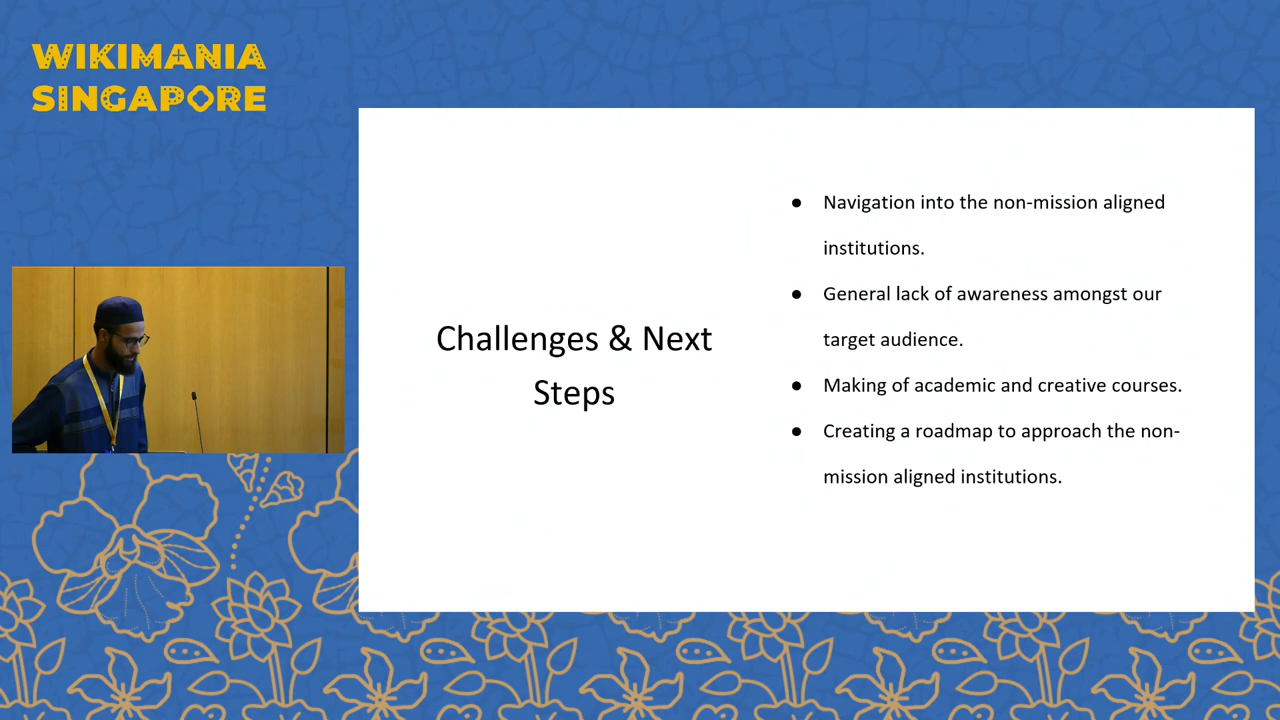 WIKIMANIA
SINGAPORE
Challenges & Next
Steps
● Navigation into the non-mission aligned
institutions.
● General lack of awareness amongst our
target audience.
● Making of academic and creative courses.
● Creating a roadmap to approach the non-
mission aligned institutions.